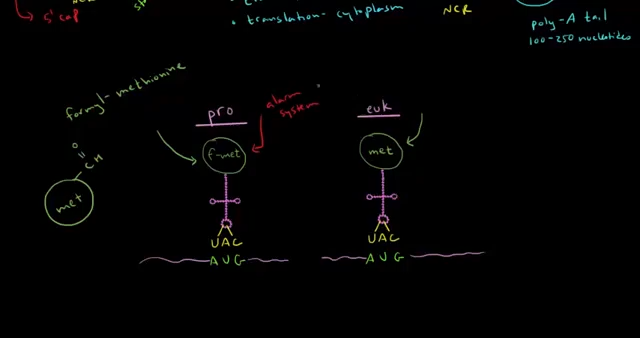 5' cap
• translation - cytoplasm
NCR
poly-A tail
100-250 nucleotides
formyl-methionine
O
CH
met
pro
alarm
system
f-met
UAC
AUG
euk
met
UAC
AUG